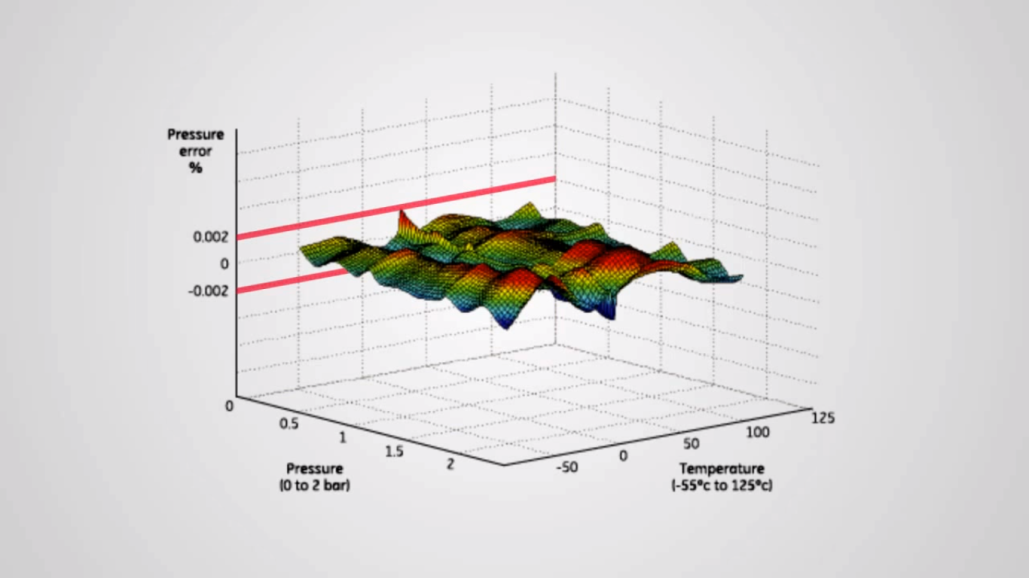 Pressure
error
%
0.002
0
-0.002
0
0.5
1
1.5
2
Pressure
(0 to 2 bar)
-50
0
50
100
125
Temperature
(-55°c to 125°c)